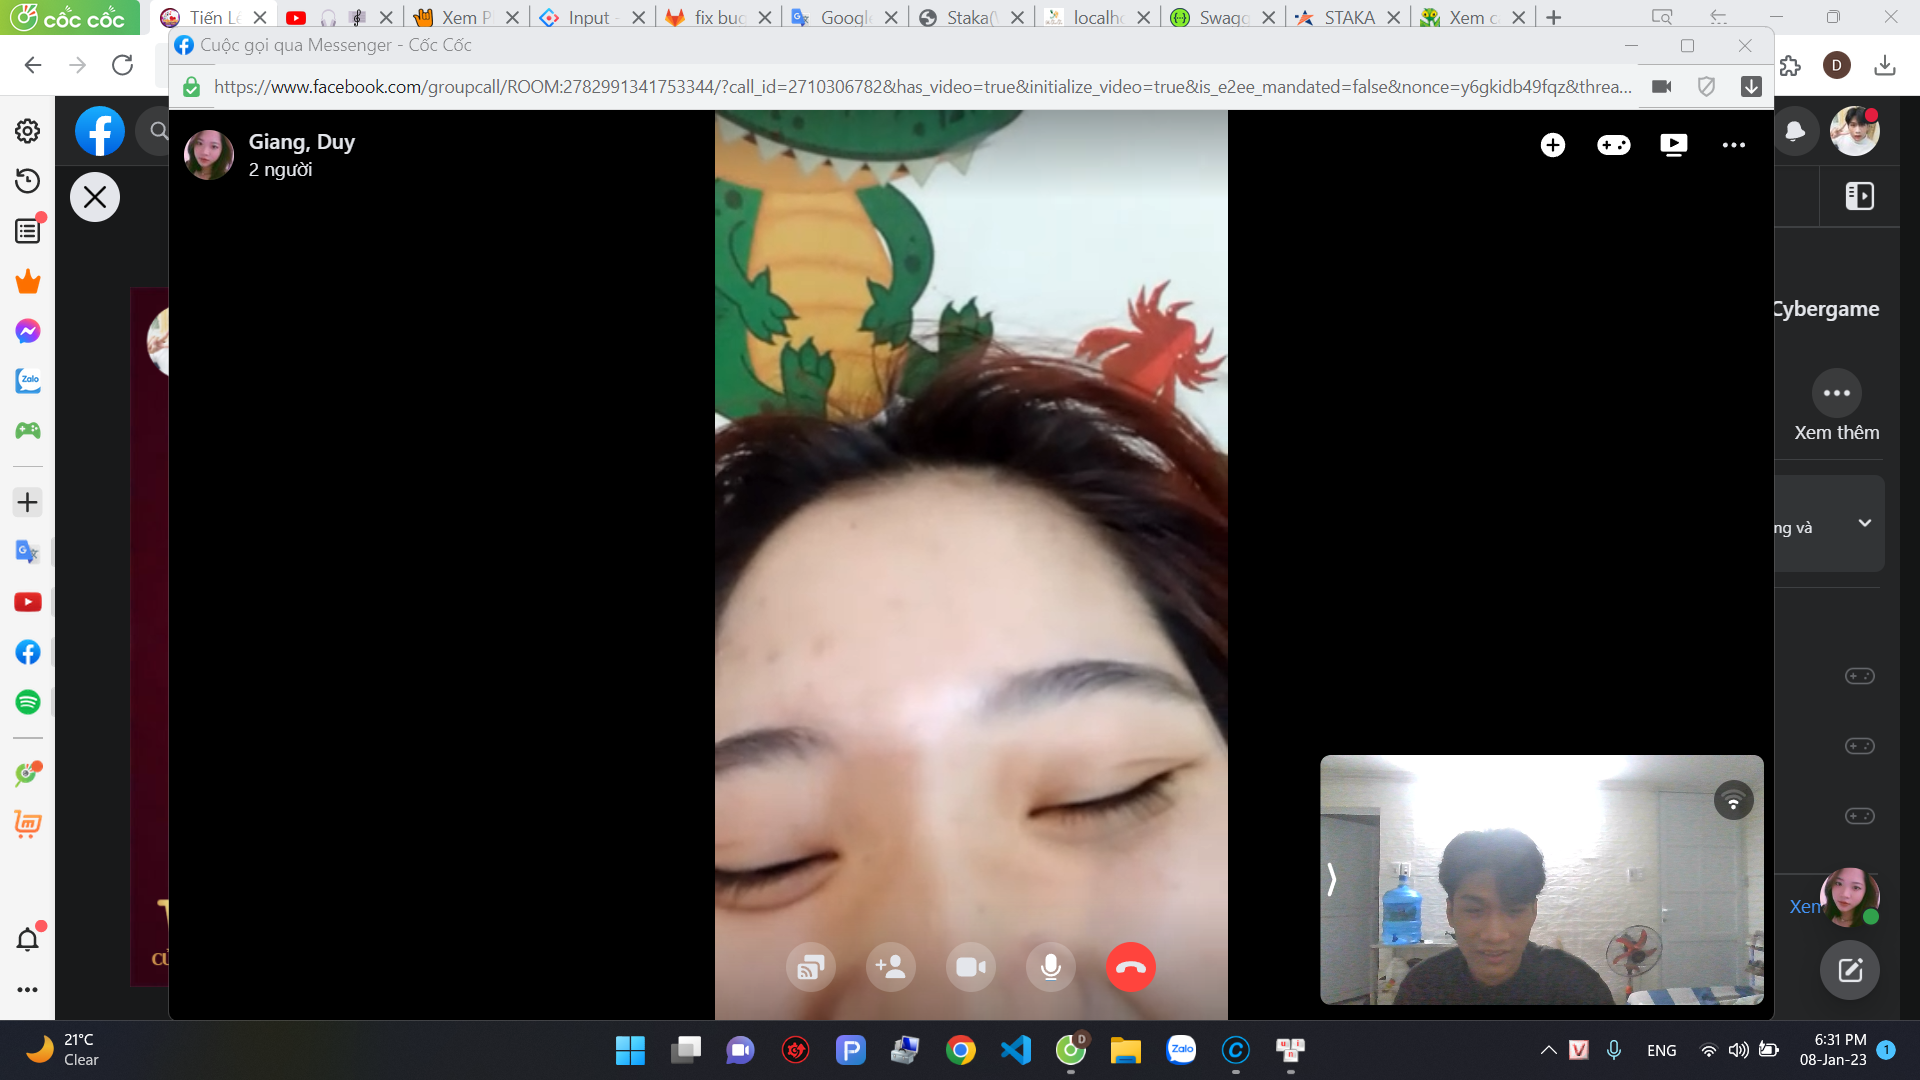 cốc cốc
Tiến Lê
Xem P
Input -
fix bug
Google
Staka(V
localho
Swagg
STAKA
Xem c
Cuộc gọi qua Messenger - Cốc Cốc
https://www.facebook.com/groupcall/ROOM:2782991341753344/?call_id=2710306782&has_video=true&initialize_video=true&is_e2ee_mandated=false&nonce=y6gkidb49fqz&threa...
D
Giang, Duy
2 người
Cybergame
Zalo
Xem thêm
ng và
Xem
21°C
Clear
D
Zalo
ENG
6:31 PM
08-Jan-23
1